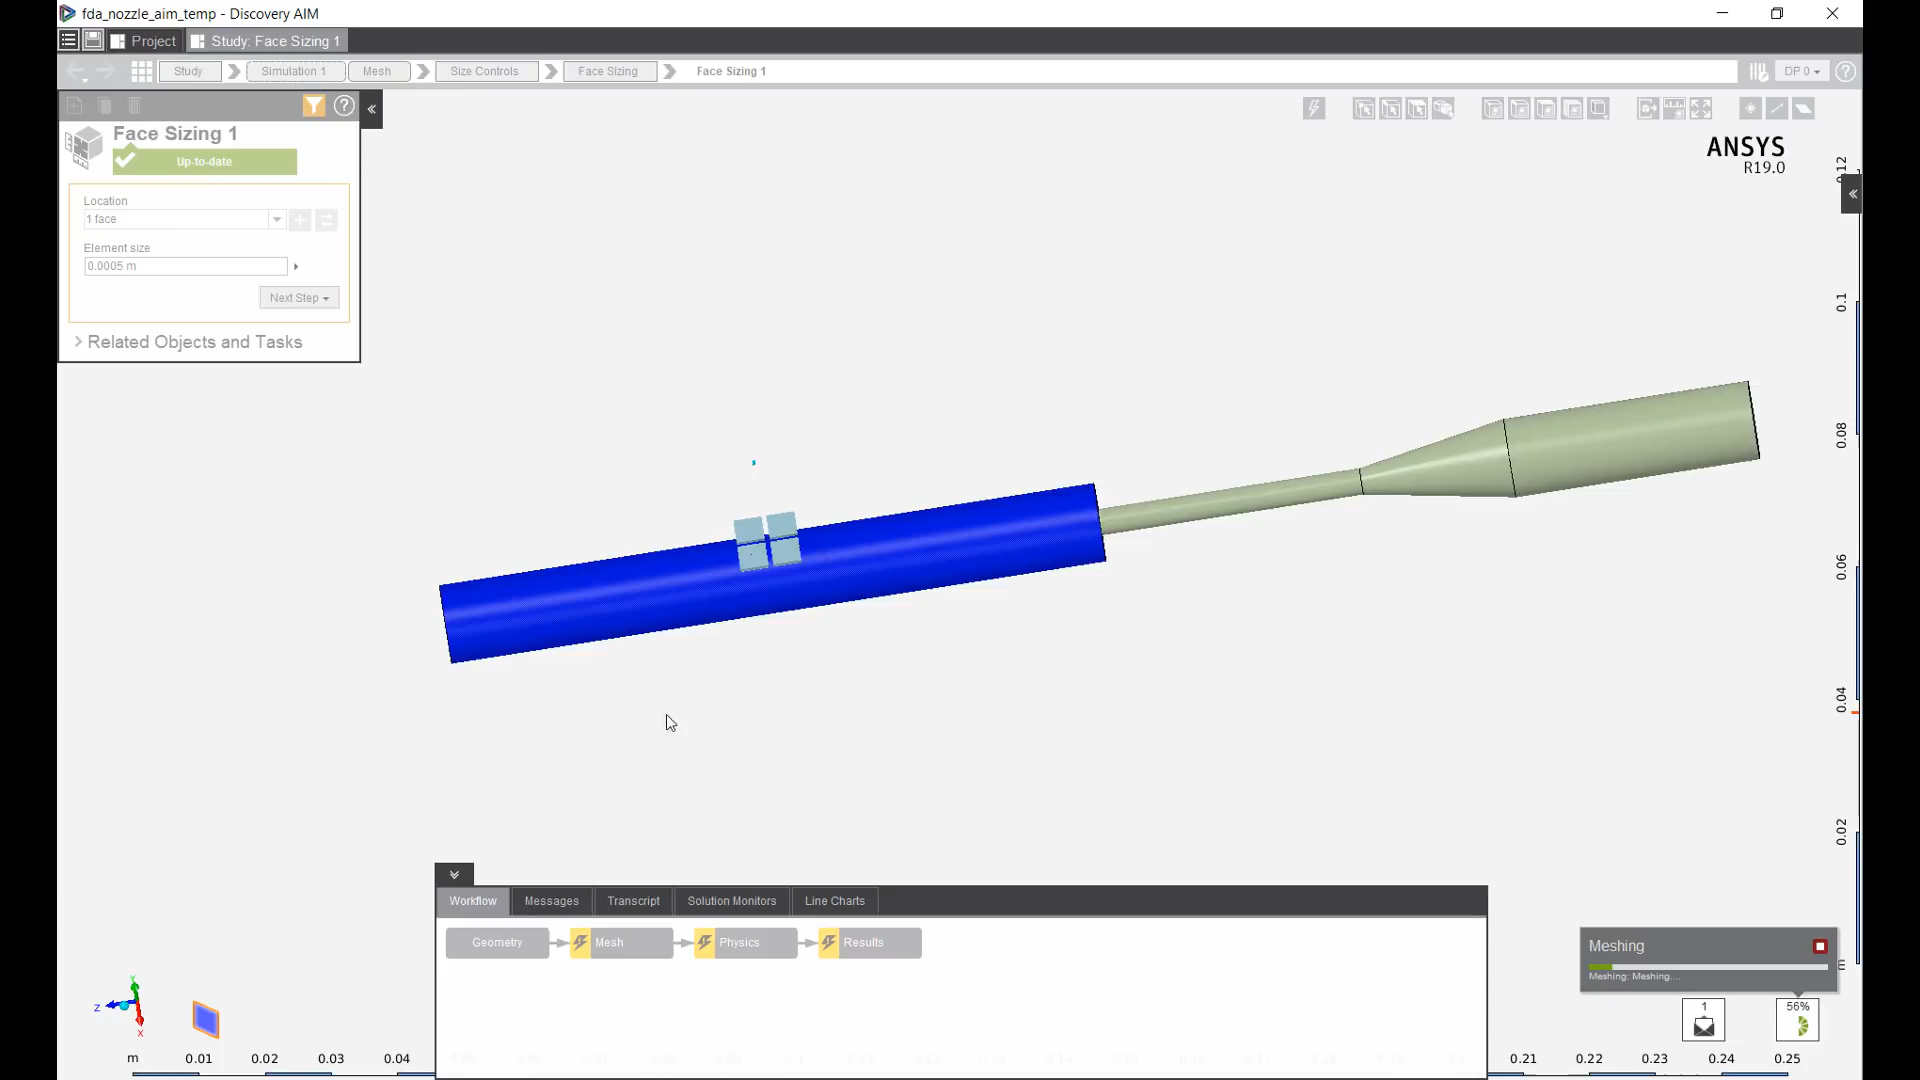 fda_nozzle_aim_temp - Discovery AIM
Project
Study: Face Sizing 1
Study
Simulation 1
Mesh
Size Controls
Face Sizing
Face Sizing 1
DP 0
Face Sizing 1
Up-to-date
Location
1 face
Element size
0.0005 m
Next Step
Related Objects and Tasks
ANSYS
R19.0
0.12
0.1
0.08
0.06
0.04
0.02
m
Workflow
Messages
Transcript
Solution Monitors
Line Charts
Geometry
Mesh
Physics
Results
Meshing
Meshing: Meshing....
1
56%
Y
Z
X
m
0.01
0.02
0.03
0.04
0.21
0.22
0.23
0.24
0.25